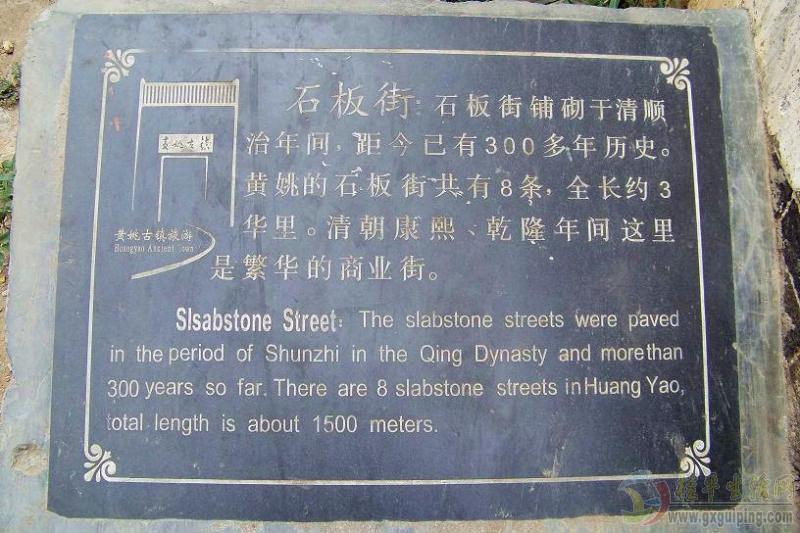 石板街：石板街铺砌于清顺
治年间，距今已有300多年历史。
黄姚的石板街共有8条，全长约3
华里。清朝康熙、乾隆年间这里
是繁华的商业街。
黄姚古镇
黄姚古镇旅游
Slsabstone Street: The slabstone streets were paved
in the period of Shunzhi in the Qing Dynasty and morethan
300 years so far. There are 8 slabstone streets inHuang Yao,
total length is about 1500 meters.
www.gxguiping.com